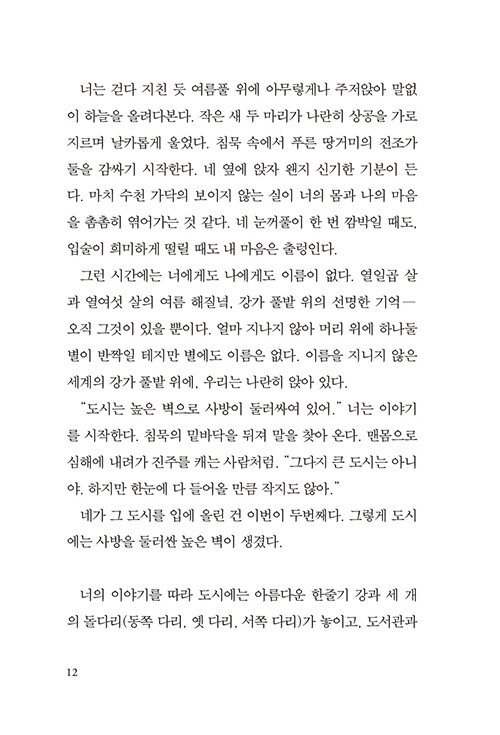 너는 걷다 지친 듯 여름풀 위에 아무렇게나 주저앉아 말없
이 하늘을 올려다본다. 작은 새 두 마리가 나란히 상공을 가로
지르며 날카롭게 울었다. 침묵 속에서 푸른 땅거미의 전조가
둘을 감싸기 시작한다. 네 옆에 앉자 왠지 신기한 기분이 든
다. 마치 수천 가닥의 보이지 않는 실이 너의 몸과 나의 마음
을 촘촘히 엮어가는 것 같다. 네 눈꺼풀이 한 번 깜박일 때도,
입술이 희미하게 떨릴 때도 내 마음은 출렁인다.
그런 시간에는 너에게도 나에게도 이름이 없다. 열일곱 살
과 열여섯 살의 여름 해질녘, 강가 풀밭 위의 선명한 기억—
오직 그것이 있을 뿐이다. 얼마 지나지 않아 머리 위에 하나둘
별이 반짝일 테지만 별에도 이름은 없다. 이름을 지니지 않은
세계의 강가 풀밭 위에, 우리는 나란히 앉아 있다.
“도시는 높은 벽으로 사방이 둘러싸여 있어.” 너는 이야기
를 시작한다. 침묵의 밑바닥을 뒤져 말을 찾아 온다. 맨몸으로
심해에 내려가 진주를 캐는 사람처럼. “그다지 큰 도시는 아니
야. 하지만 한눈에 다 들어올 만큼 작지도 않아.”
네가 그 도시를 입에 올린 건 이번이 두번째다. 그렇게 도시
에는 사방을 둘러싼 높은 벽이 생겼다.
너의 이야기를 따라 도시에는 아름다운 한줄기 강과 세 개
의 돌다리(동쪽 다리, 옛 다리, 서쪽 다리)가 놓이고, 도서관과
12